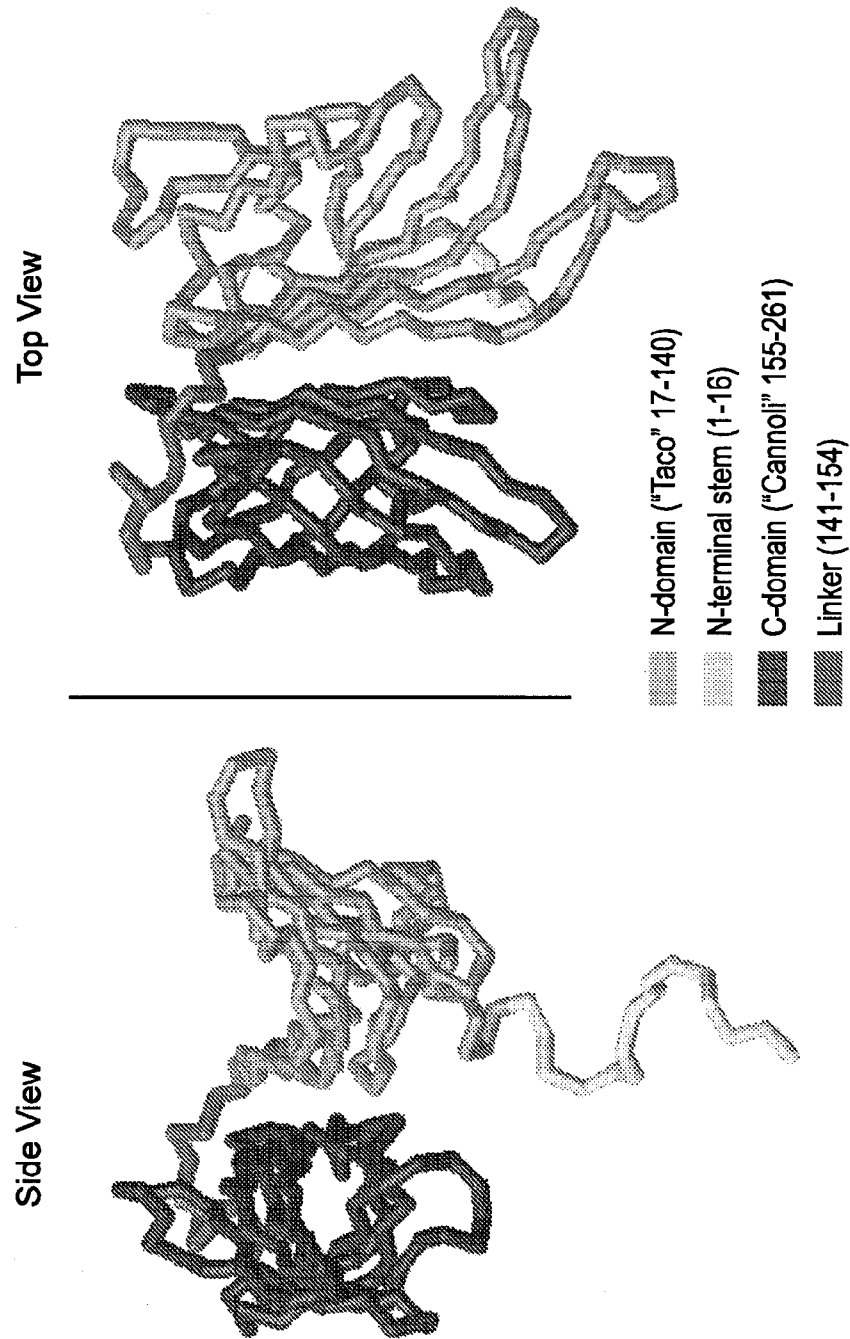 Side View
Top View
N-domain ("Taco" 17-140)
N-terminal stem (1-16)
C-domain ("Cannoli" 155-261)
Linker (141-154)